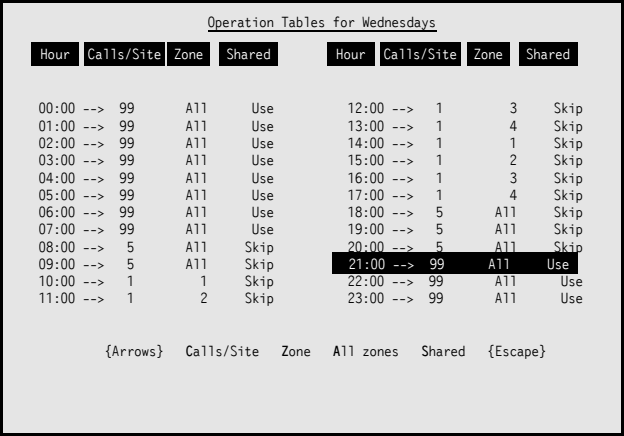 Operation Tables for Wednesdays
Hour Calls/Site Zone Shared Hour Calls/Site Zone Shared
00:00 --> 99 All Use 12:00 --> 1 3 Skip
01:00 --> 99 All Use 13:00 --> 1 4 Skip
02:00 --> 99 All Use 14:00 --> 1 1 Skip
03:00 --> 99 All Use 15:00 --> 1 2 Skip
04:00 --> 99 All Use 16:00 --> 1 3 Skip
05:00 --> 99 All Use 17:00 --> 1 4 Skip
06:00 --> 99 All Use 18:00 --> 5 All Skip
07:00 --> 99 All Use 19:00 --> 5 All Skip
08:00 --> 5 All Skip 20:00 --> 5 All Skip
09:00 --> 5 All Skip 21:00 --> 99 All Use
10:00 --> 1 1 Skip 22:00 --> 99 All Use
11:00 --> 1 2 Skip 23:00 --> 99 All Use
{Arrows} Calls/Site Zone All zones Shared {Escape}